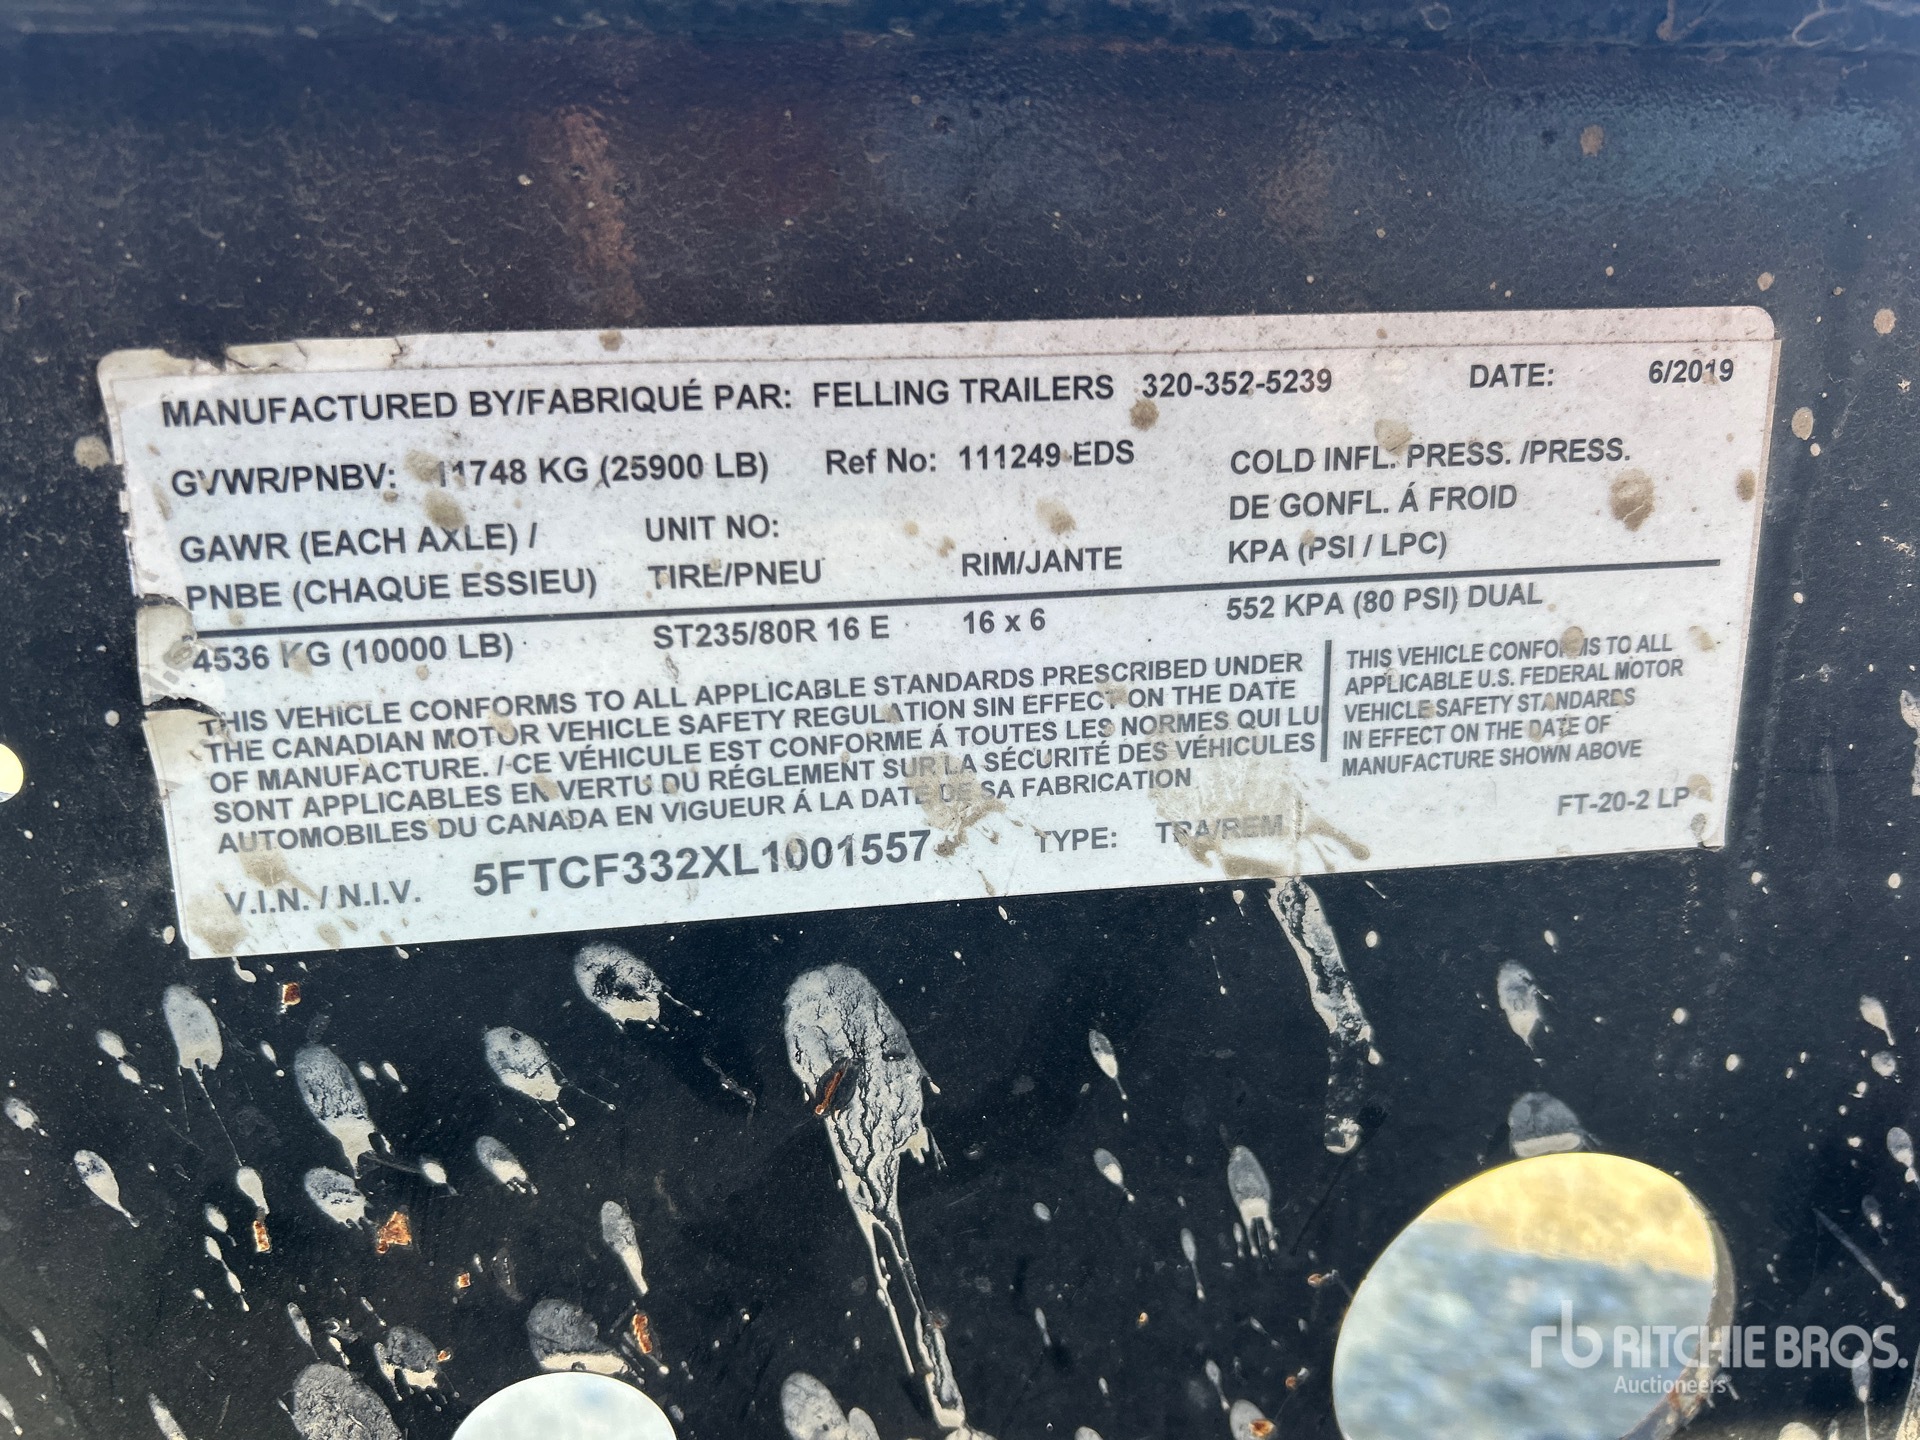 MANUFACTURED BY/FABRIQUÉ PAR: FELLING TRAILERS 320-352-5239 DATE: 6/2019
GVWR/PNBV: 11748 KG (25900 LB) Ref No: 111249 EDS
COLD INFL. PRESS. /PRESS.
DE GONFL. Á FROID
KPA (PSI / LPC)
GAWR (EACH AXLE) /
PNBE (CHAQUE ESSIEU)
UNIT NO:
TIRE/PNEU RIM/JANTE
4536 KG (10000 LB) ST235/80R 16 E 16 x 6 552 KPA (80 PSI) DUAL
THIS VEHICLE CONFORMS TO ALL APPLICABLE STANDARDS PRESCRIBED UNDER
THE CANADIAN MOTOR VEHICLE SAFETY REGULATION SIN EFFECT ON THE DATE
OF MANUFACTURE. / CE VÉHICULE EST CONFORME Á TOUTES LES NORMES QUI LU
SONT APPLICABLES EN VERTU DU RÉGLEMENT SUR LA SÉCURITÉ DES VÉHICULES
AUTOMOBILES DU CANADA EN VIGUEUR Á LA DATE DE SA FABRICATION
THIS VEHICLE CONFORMS TO ALL
APPLICABLE U.S. FEDERAL MOTOR
VEHICLE SAFETY STANDARDS
IN EFFECT ON THE DATE OF
MANUFACTURE SHOWN ABOVE
V.I.N. / N.I.V. 5FTCF332XL1001557 TYPE: TRA/REM FT-20-2 LP
rb RITCHIE BROS.
Auctioneers